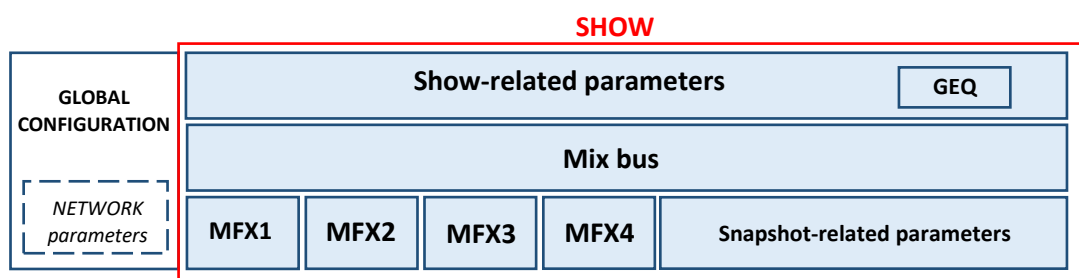 SHOW
GLOBAL
CONFIGURATION
NETWORK
parameters
Show-related parameters
GEQ
Mix bus
MFX1
MFX2
MFX3
MFX4
Snapshot-related parameters